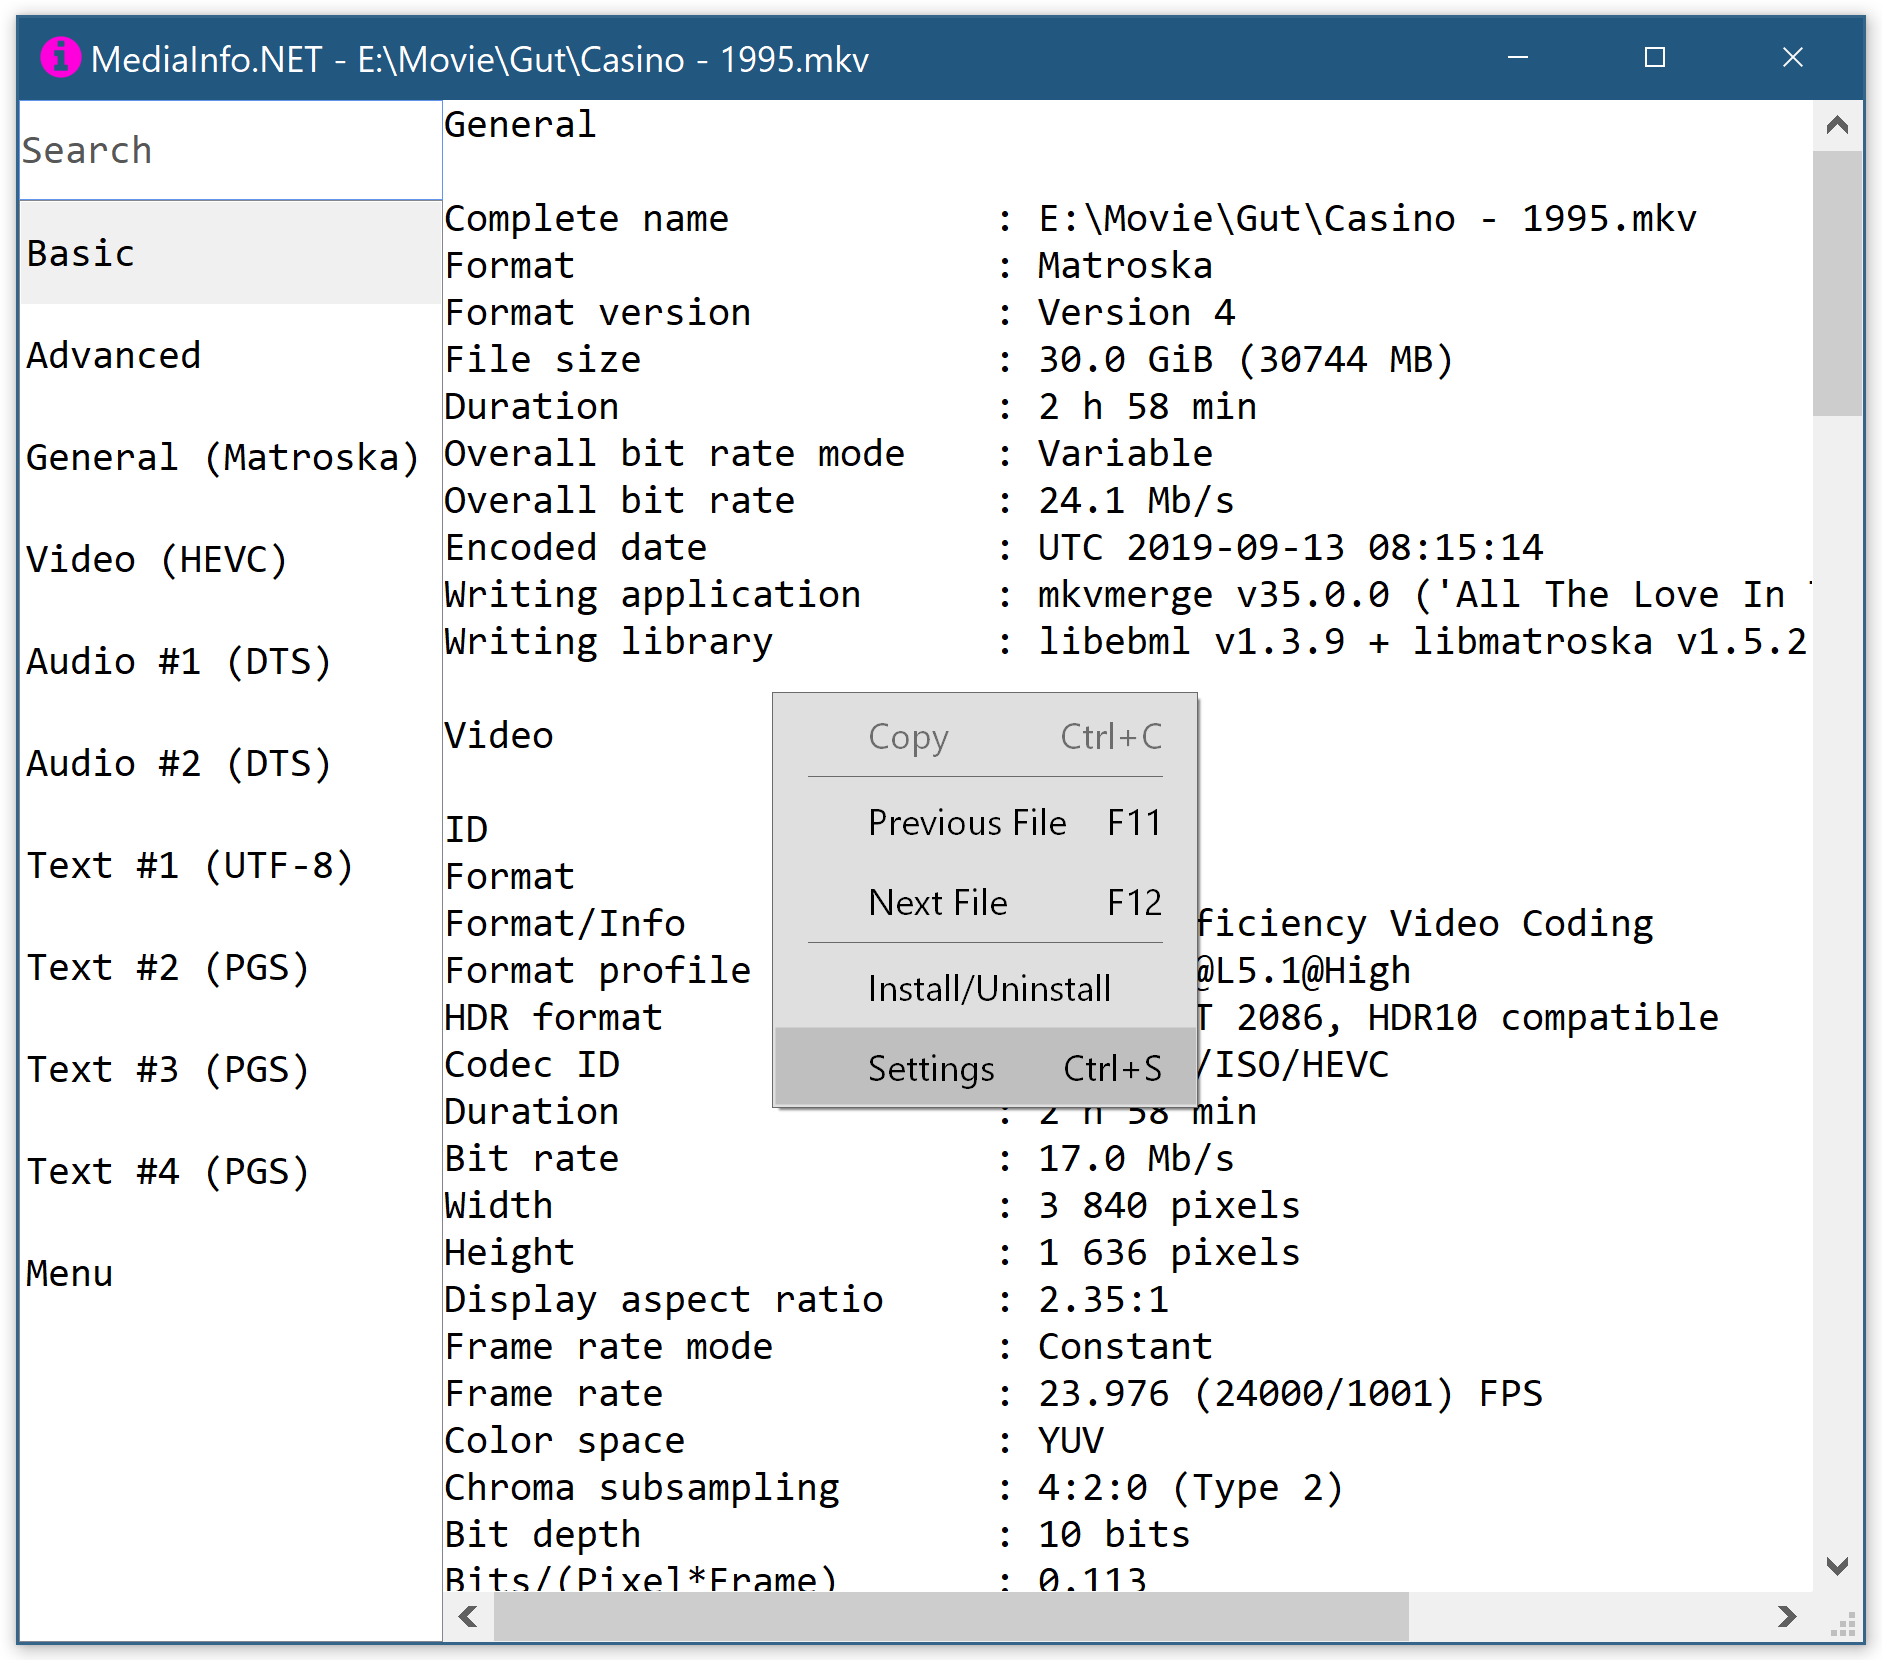 MediaInfo.NET - E:\Movie\Gut\Casino - 1995.mkv
Search
Basic
Advanced
General (Matroska)
Video (HEVC)
Audio #1 (DTS)
Audio #2 (DTS)
Text #1 (UTF-8)
Text #2 (PGS)
Text #3 (PGS)
Text #4 (PGS)
Menu
General
Complete name : E:\Movie\Gut\Casino - 1995.mkv
Format : Matroska
Format version : Version 4
File size : 30.0 GiB (30744 MB)
Duration : 2 h 58 min
Overall bit rate mode : Variable
Overall bit rate : 24.1 Mb/s
Encoded date : UTC 2019-09-13 08:15:14
Writing application : mkvmerge v35.0.0 ('All The Love In
Writing library : libebml v1.3.9 + libmatroska v1.5.2
Video
ID
Format
Format/Info ficiency Video Coding
Format profile @L5.1@High
HDR format T 2086, HDR10 compatible
Codec ID /ISO/HEVC
Duration : 2 h 58 min
Bit rate : 17.0 Mb/s
Width : 3 840 pixels
Height : 1 636 pixels
Display aspect ratio : 2.35:1
Frame rate mode : Constant
Frame rate : 23.976 (24000/1001) FPS
Color space : YUV
Chroma subsampling : 4:2:0 (Type 2)
Bit depth : 10 bits
Bits/(Pixel*Frame) : 0.113
Copy Ctrl+C
Previous File F11
Next File F12
Install/Uninstall
Settings Ctrl+S